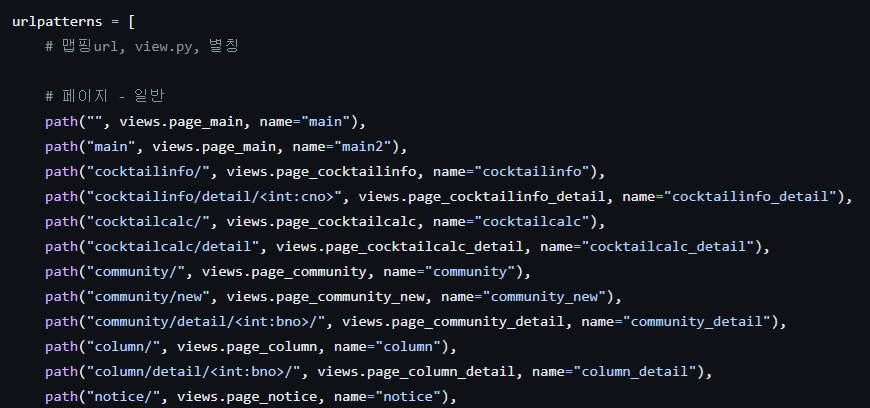 urlpatterns = [
# 맵핑url, view.py, 별칭
# 페이지 - 일반
path("", views.page_main, name="main"),
path("main", views.page_main, name="main2"),
path("cocktailinfo/", views.page_cocktailinfo, name="cocktailinfo"),
path("cocktailinfo/detail/<int:cno>", views.page_cocktailinfo_detail, name="cocktailinfo_detail"),
path("cocktailcalc/", views.page_cocktailcalc, name="cocktailcalc"),
path("cocktailcalc/detail", views.page_cocktailcalc_detail, name="cocktailcalc_detail"),
path("community/", views.page_community, name="community"),
path("community/new", views.page_community_new, name="community_new"),
path("community/detail/<int:bno>/", views.page_community_detail, name="community_detail"),
path("column/", views.page_column, name="column"),
path("column/detail/<int:bno>/", views.page_column_detail, name="column_detail"),
path("notice/", views.page_notice, name="notice"),